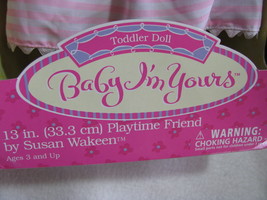 Toddler Doll
Baby I'm Yours™
13 in. (33.3 cm) Playtime Friend
by Susan Wakeen™
Ages 3 and Up
WARNING:
CHOKING HAZARD